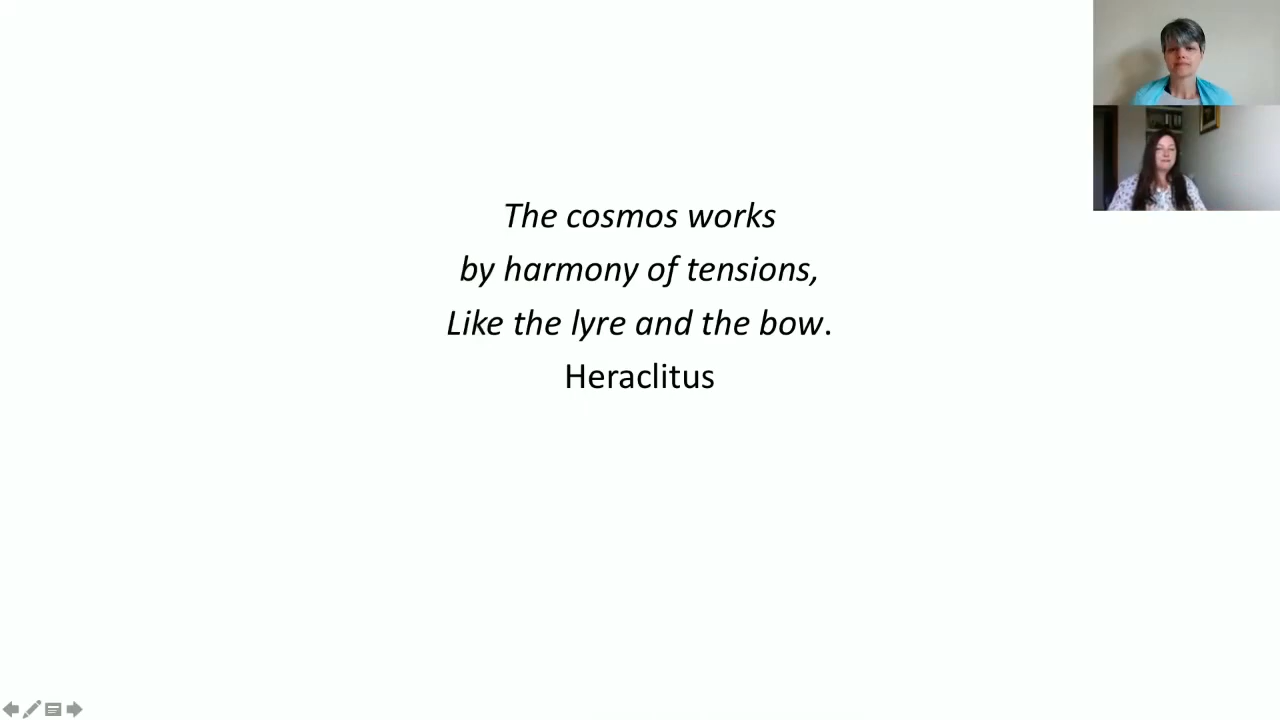 The cosmos works
by harmony of tensions,
Like the lyre and the bow.
Heraclitus